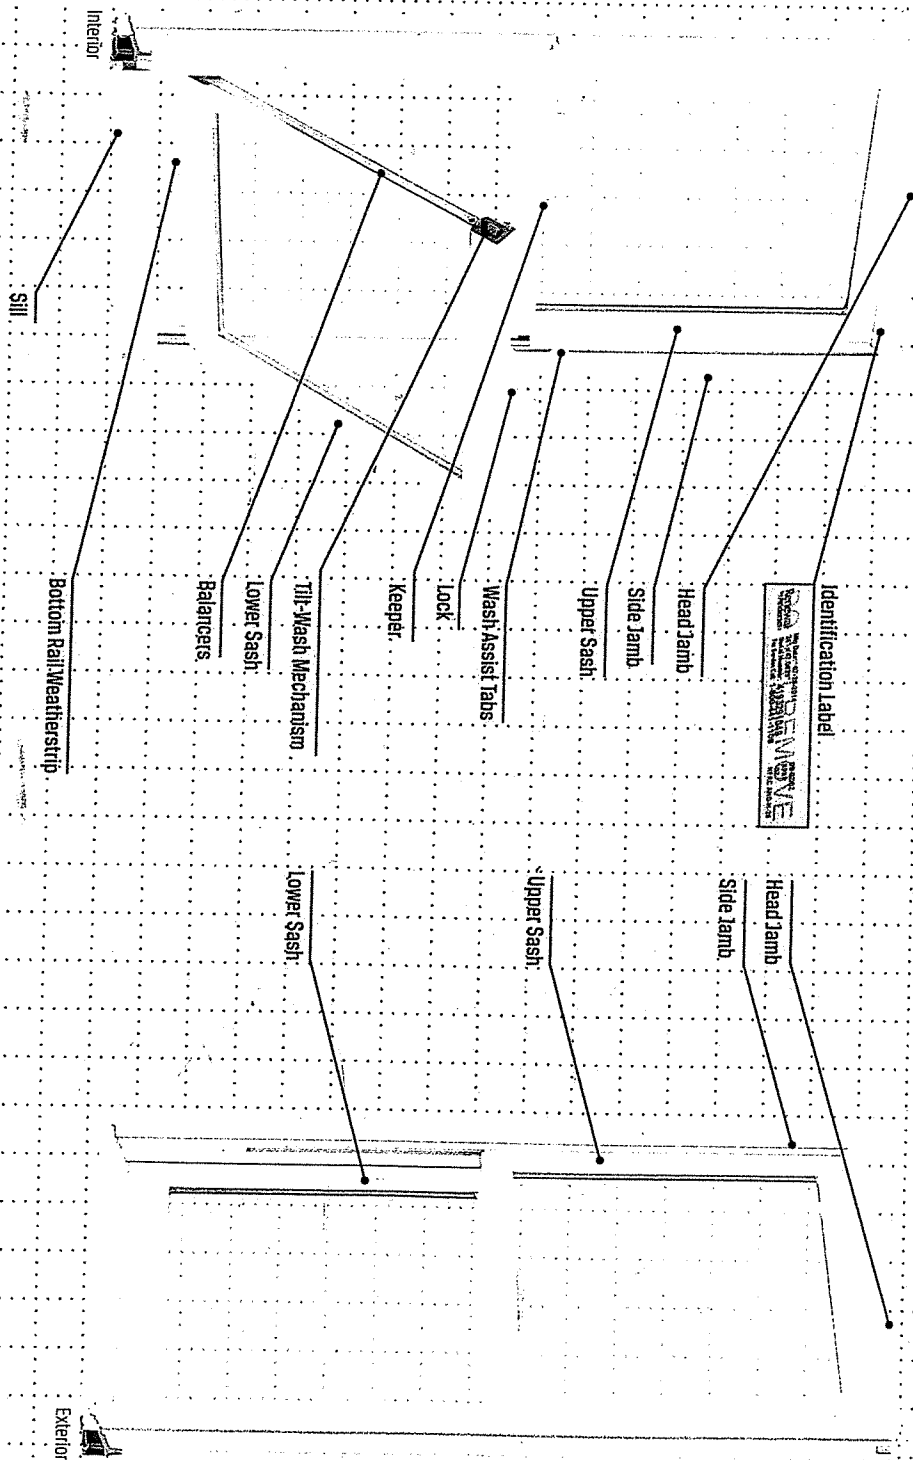 Identification Label
Head Jamb
Side Jamb
Upper Sash
Wash Assist Tabs
Lock
Keeper
Tilt-Wash Mechanism
Lower Sash
Balancers
Bottom Rail Weatherstrip
Sill
Interior
Head Jamb
Side Jamb
Upper Sash
Lower Sash
Exterior